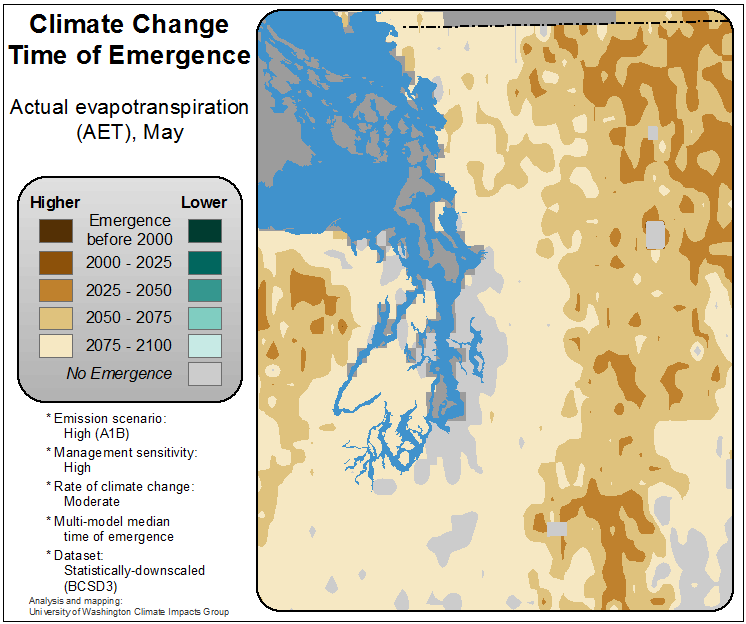 Climate Change
Time of Emergence
Actual evapotranspiration
(AET), May
Higher Lower
Emergence
before 2000
2000 - 2025
2025 - 2050
2050 - 2075
2075 - 2100
No Emergence
* Emission scenario:
High (A1B)
* Management sensitivity:
High
* Rate of climate change:
Moderate
* Multi-model median
time of emergence
* Dataset:
Statistically-downscaled
(BCSD3)
Analysis and mapping:
University of Washington Climate Impacts Group